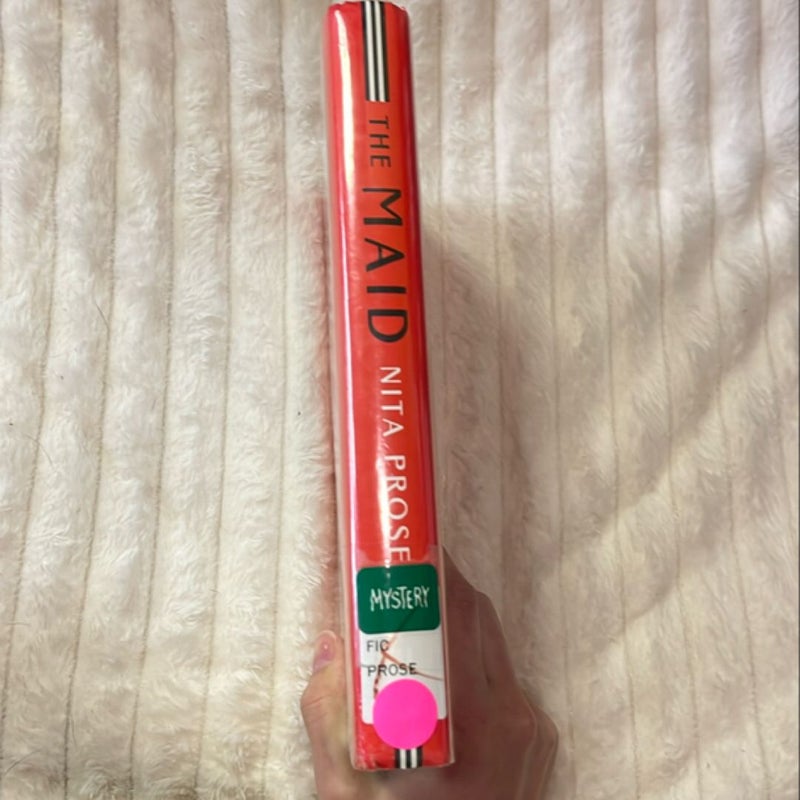 THE MAID
NITA PROSE
MYSTERY
FIC
PROSE